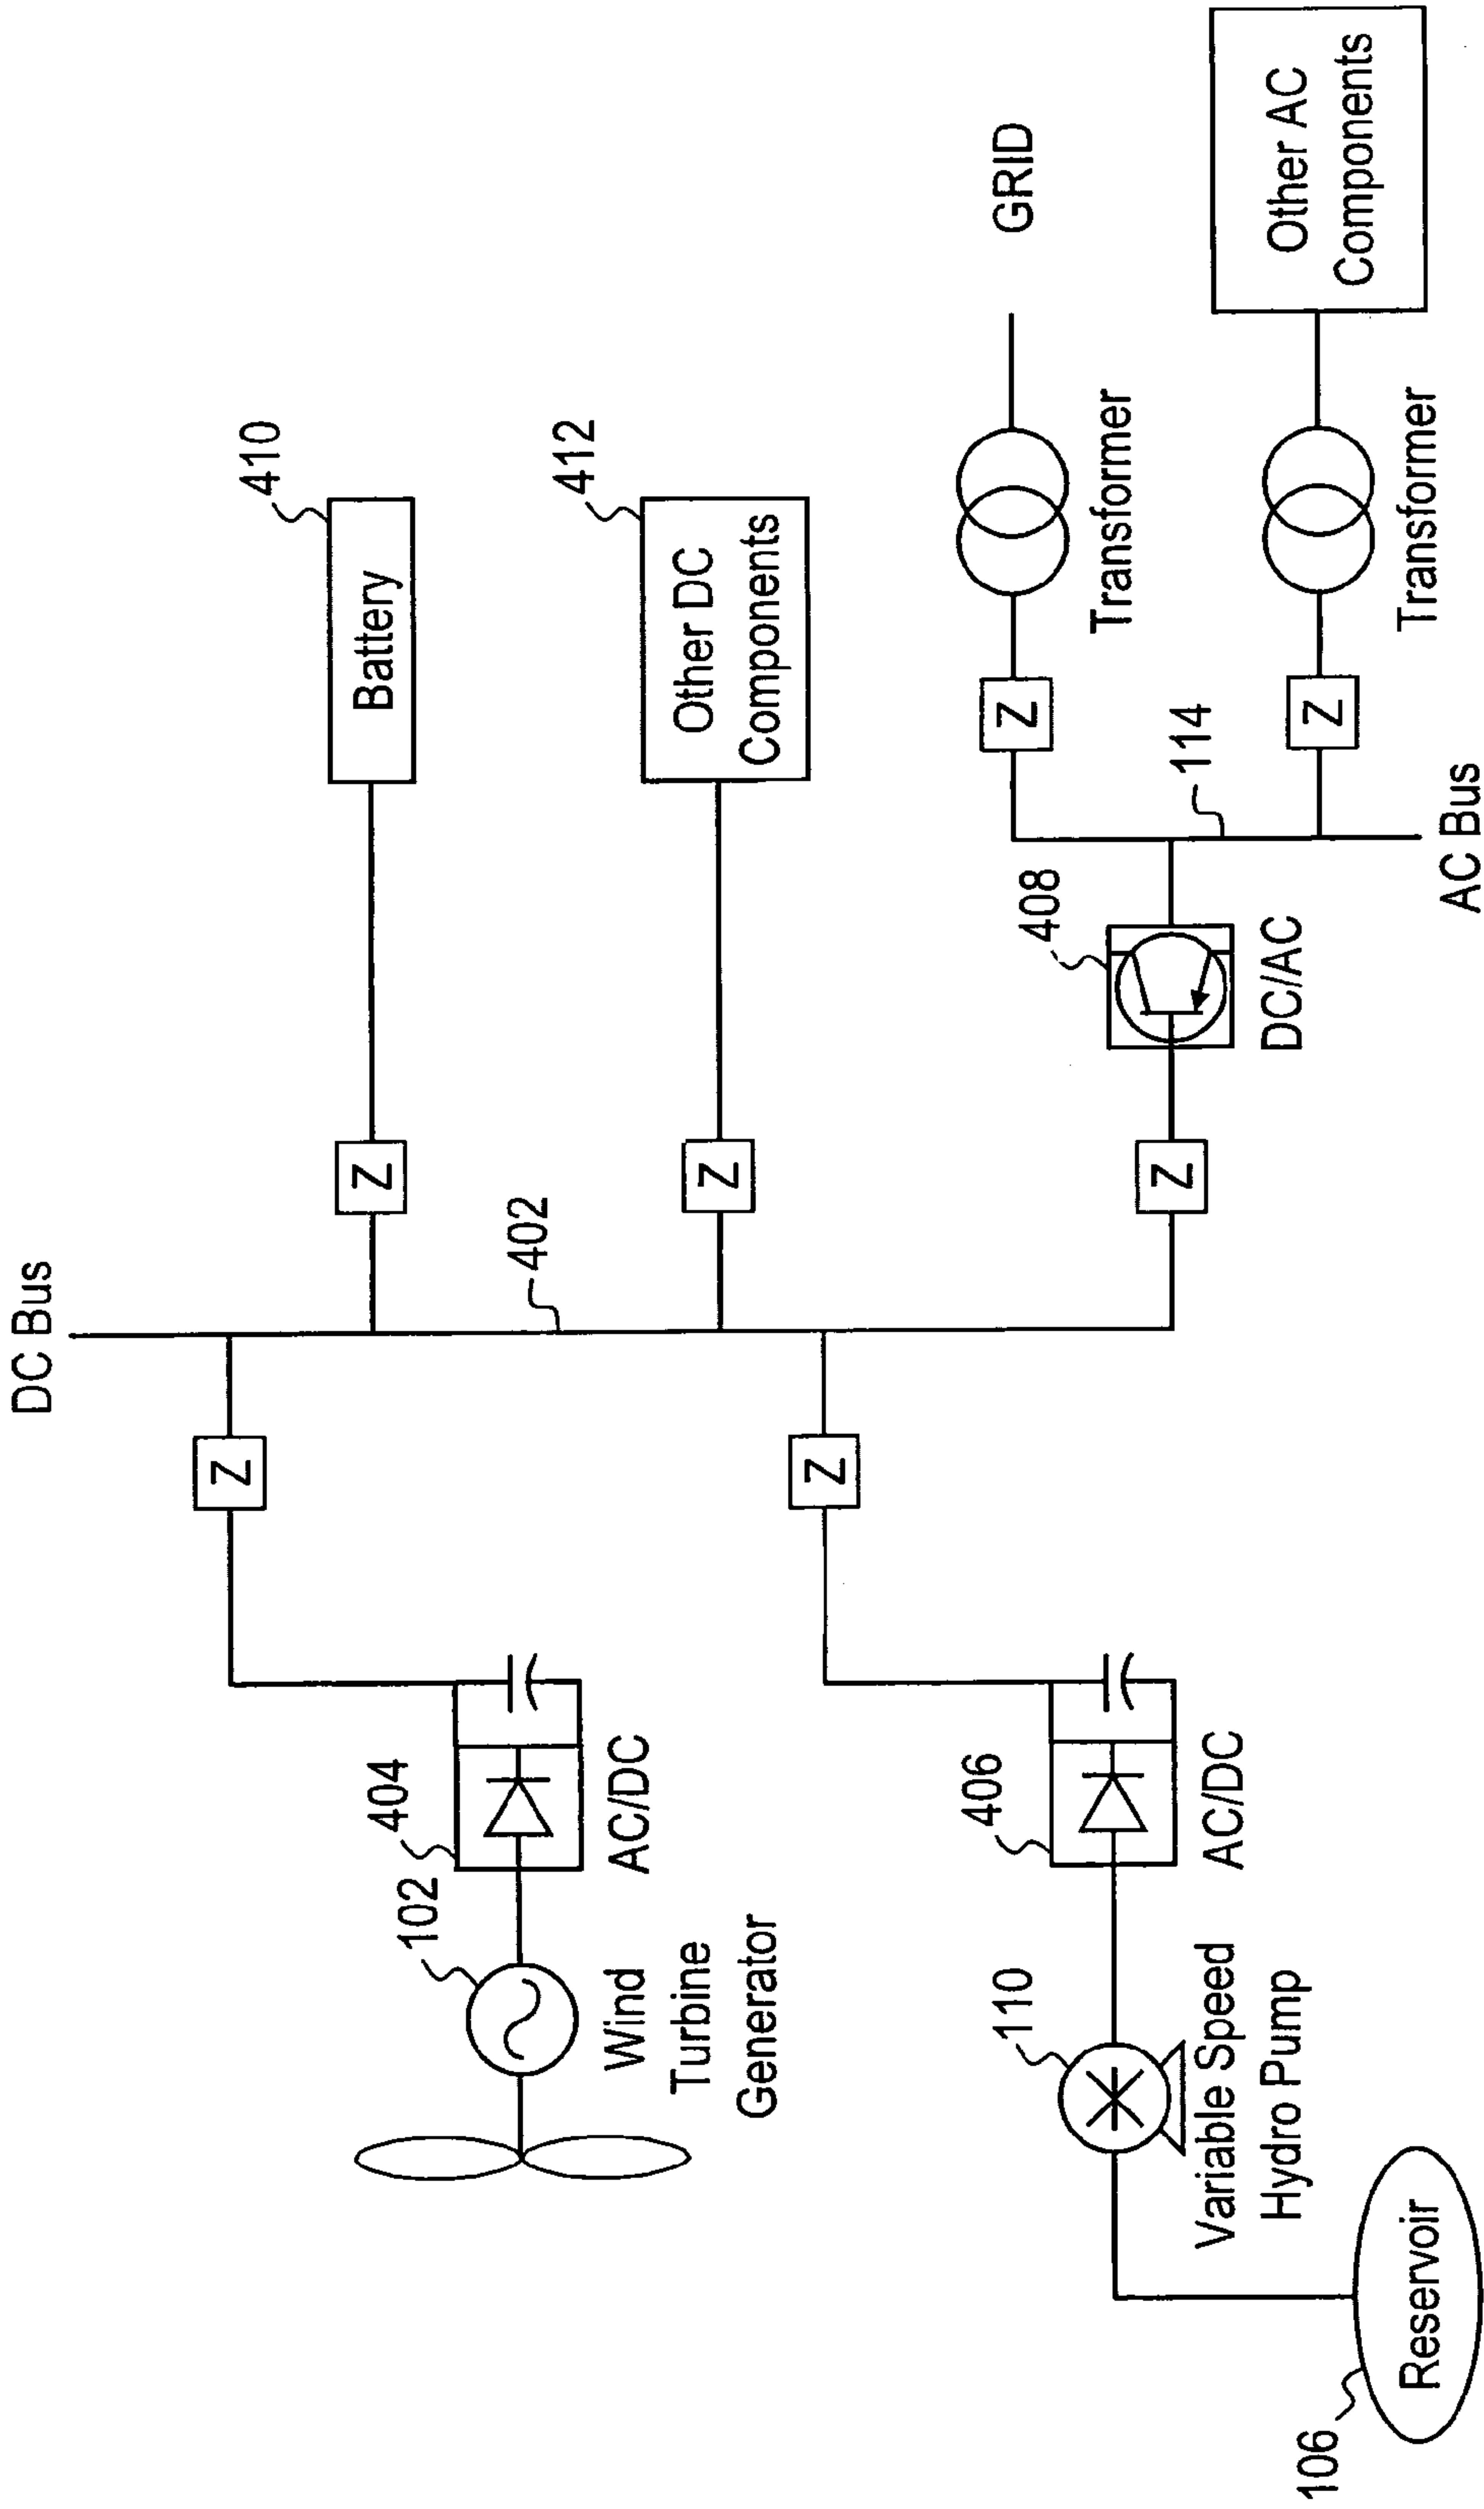 DC Bus
410
Battery
Z
Z
404
102
AC/DC
Wind
Turbine
Generator
402
412
Other DC
Components
Z
Z
406
110
AC/DC
Variable Speed
Hydro Pump
106
Reservoir
Z
408
DC/AC
114
AC Bus
Z
Transformer
GRID
Z
Transformer
Other AC
Components